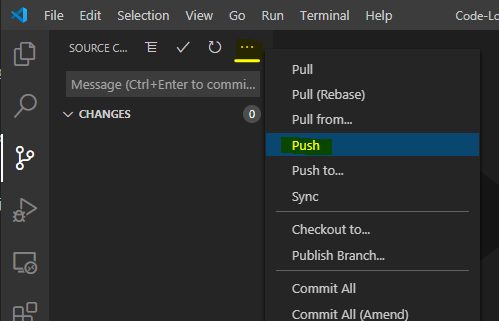 File Edit Selection View Go Run Terminal Help Code-Lo
SOURCE C... ...
Message (Ctrl+Enter to commi...
CHANGES 0
Pull
Pull (Rebase)
Pull from...
Push
Push to...
Sync
Checkout to...
Publish Branch...
Commit All
Commit All (Amend)